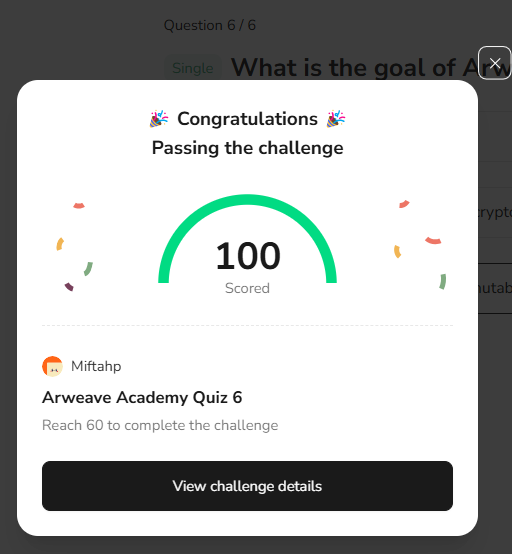 Question 6 / 6
Single What is the goal of Arw
Congratulations
Passing the challenge
crypto
nutab
100
Scored
Miftahp
Arweave Academy Quiz 6
Reach 60 to complete the challenge
View challenge details